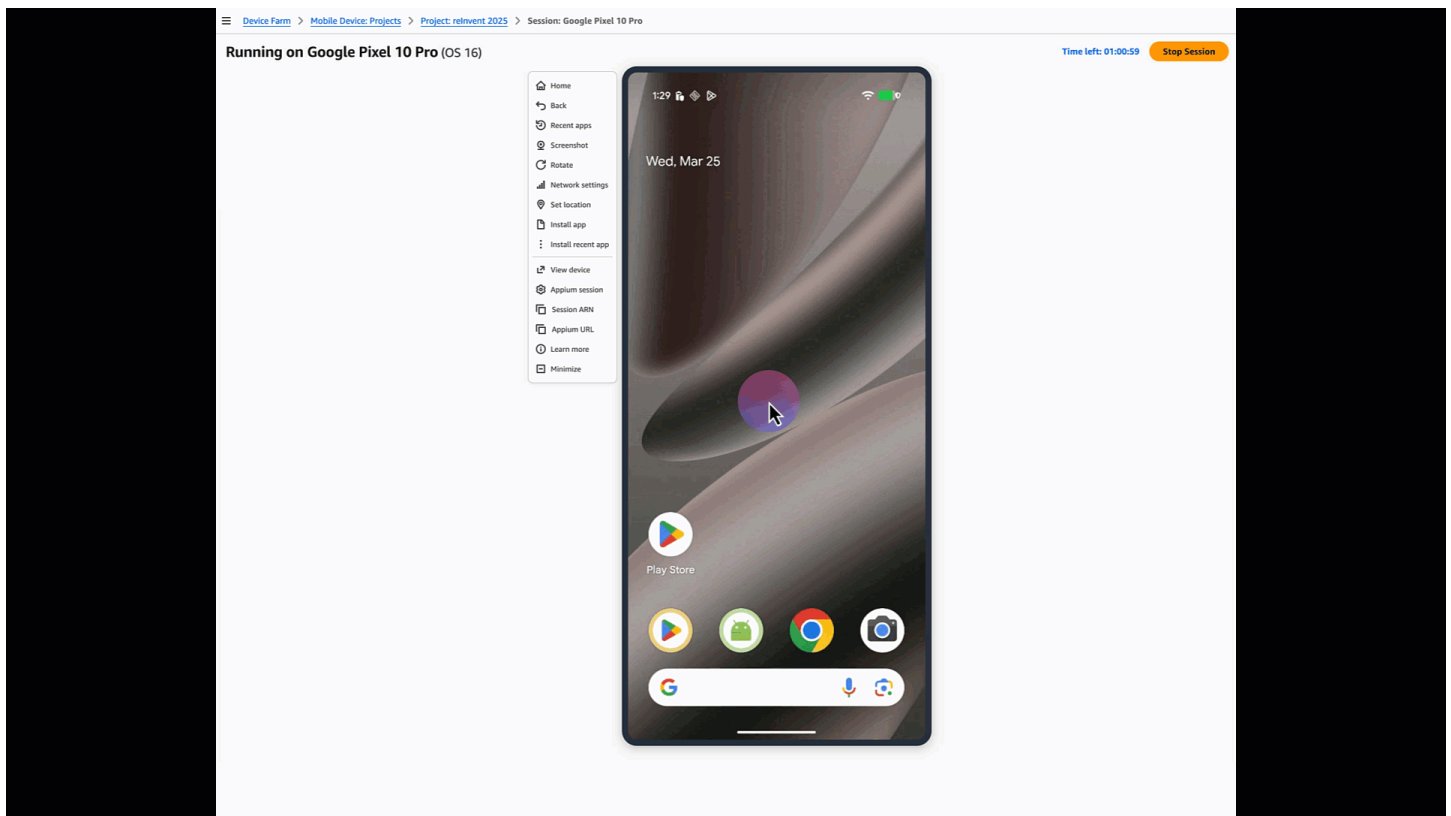 Device Farm > Mobile Device: Projects > Project: reInvent 2025 > Session: Google Pixel 10 Pro
Running on Google Pixel 10 Pro (OS 16)
Time left: 01:00:59
Stop Session
Home
Back
Recent apps
Screenshot
Rotate
Network settings
Set location
Install app
Install recent app
View device
Appium session
Session ARN
Appium URL
Learn more
Minimize
1:29
Wed, Mar 25
Play Store